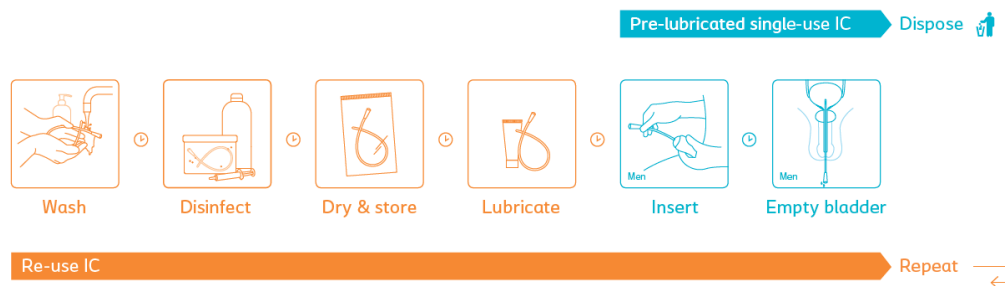 Pre-lubricated single-use IC
Dispose
Men
Men
Wash
Disinfect
Dry & store
Lubricate
Insert
Empty bladder
Re-use IC
Repeat